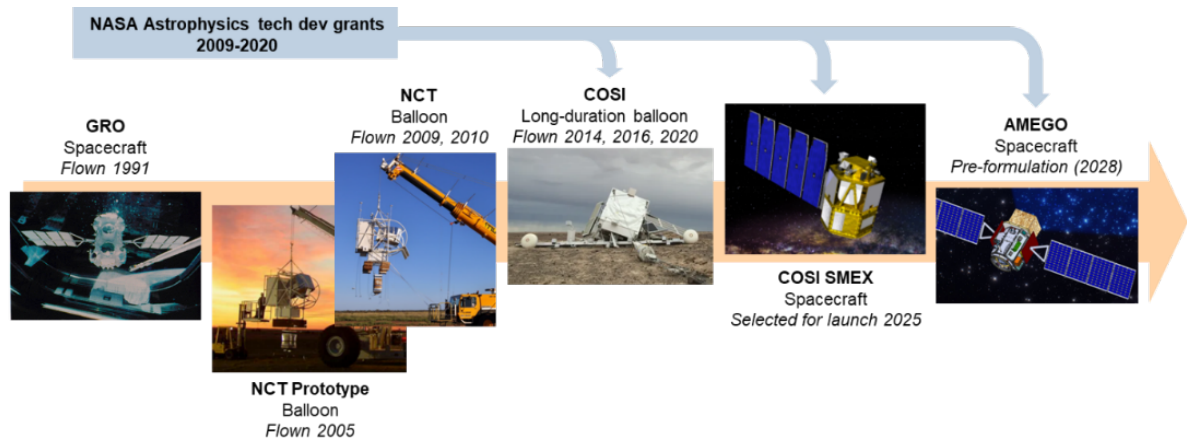 NASA Astrophysics tech dev grants
2009-2020
GRO
Spacecraft
Flown 1991
NCT Prototype
Balloon
Flown 2005
NCT
Balloon
Flown 2009, 2010
COSI
Long-duration balloon
Flown 2014, 2016, 2020
COSI SMEX
Spacecraft
Selected for launch 2025
AMEGO
Spacecraft
Pre-formulation (2028)